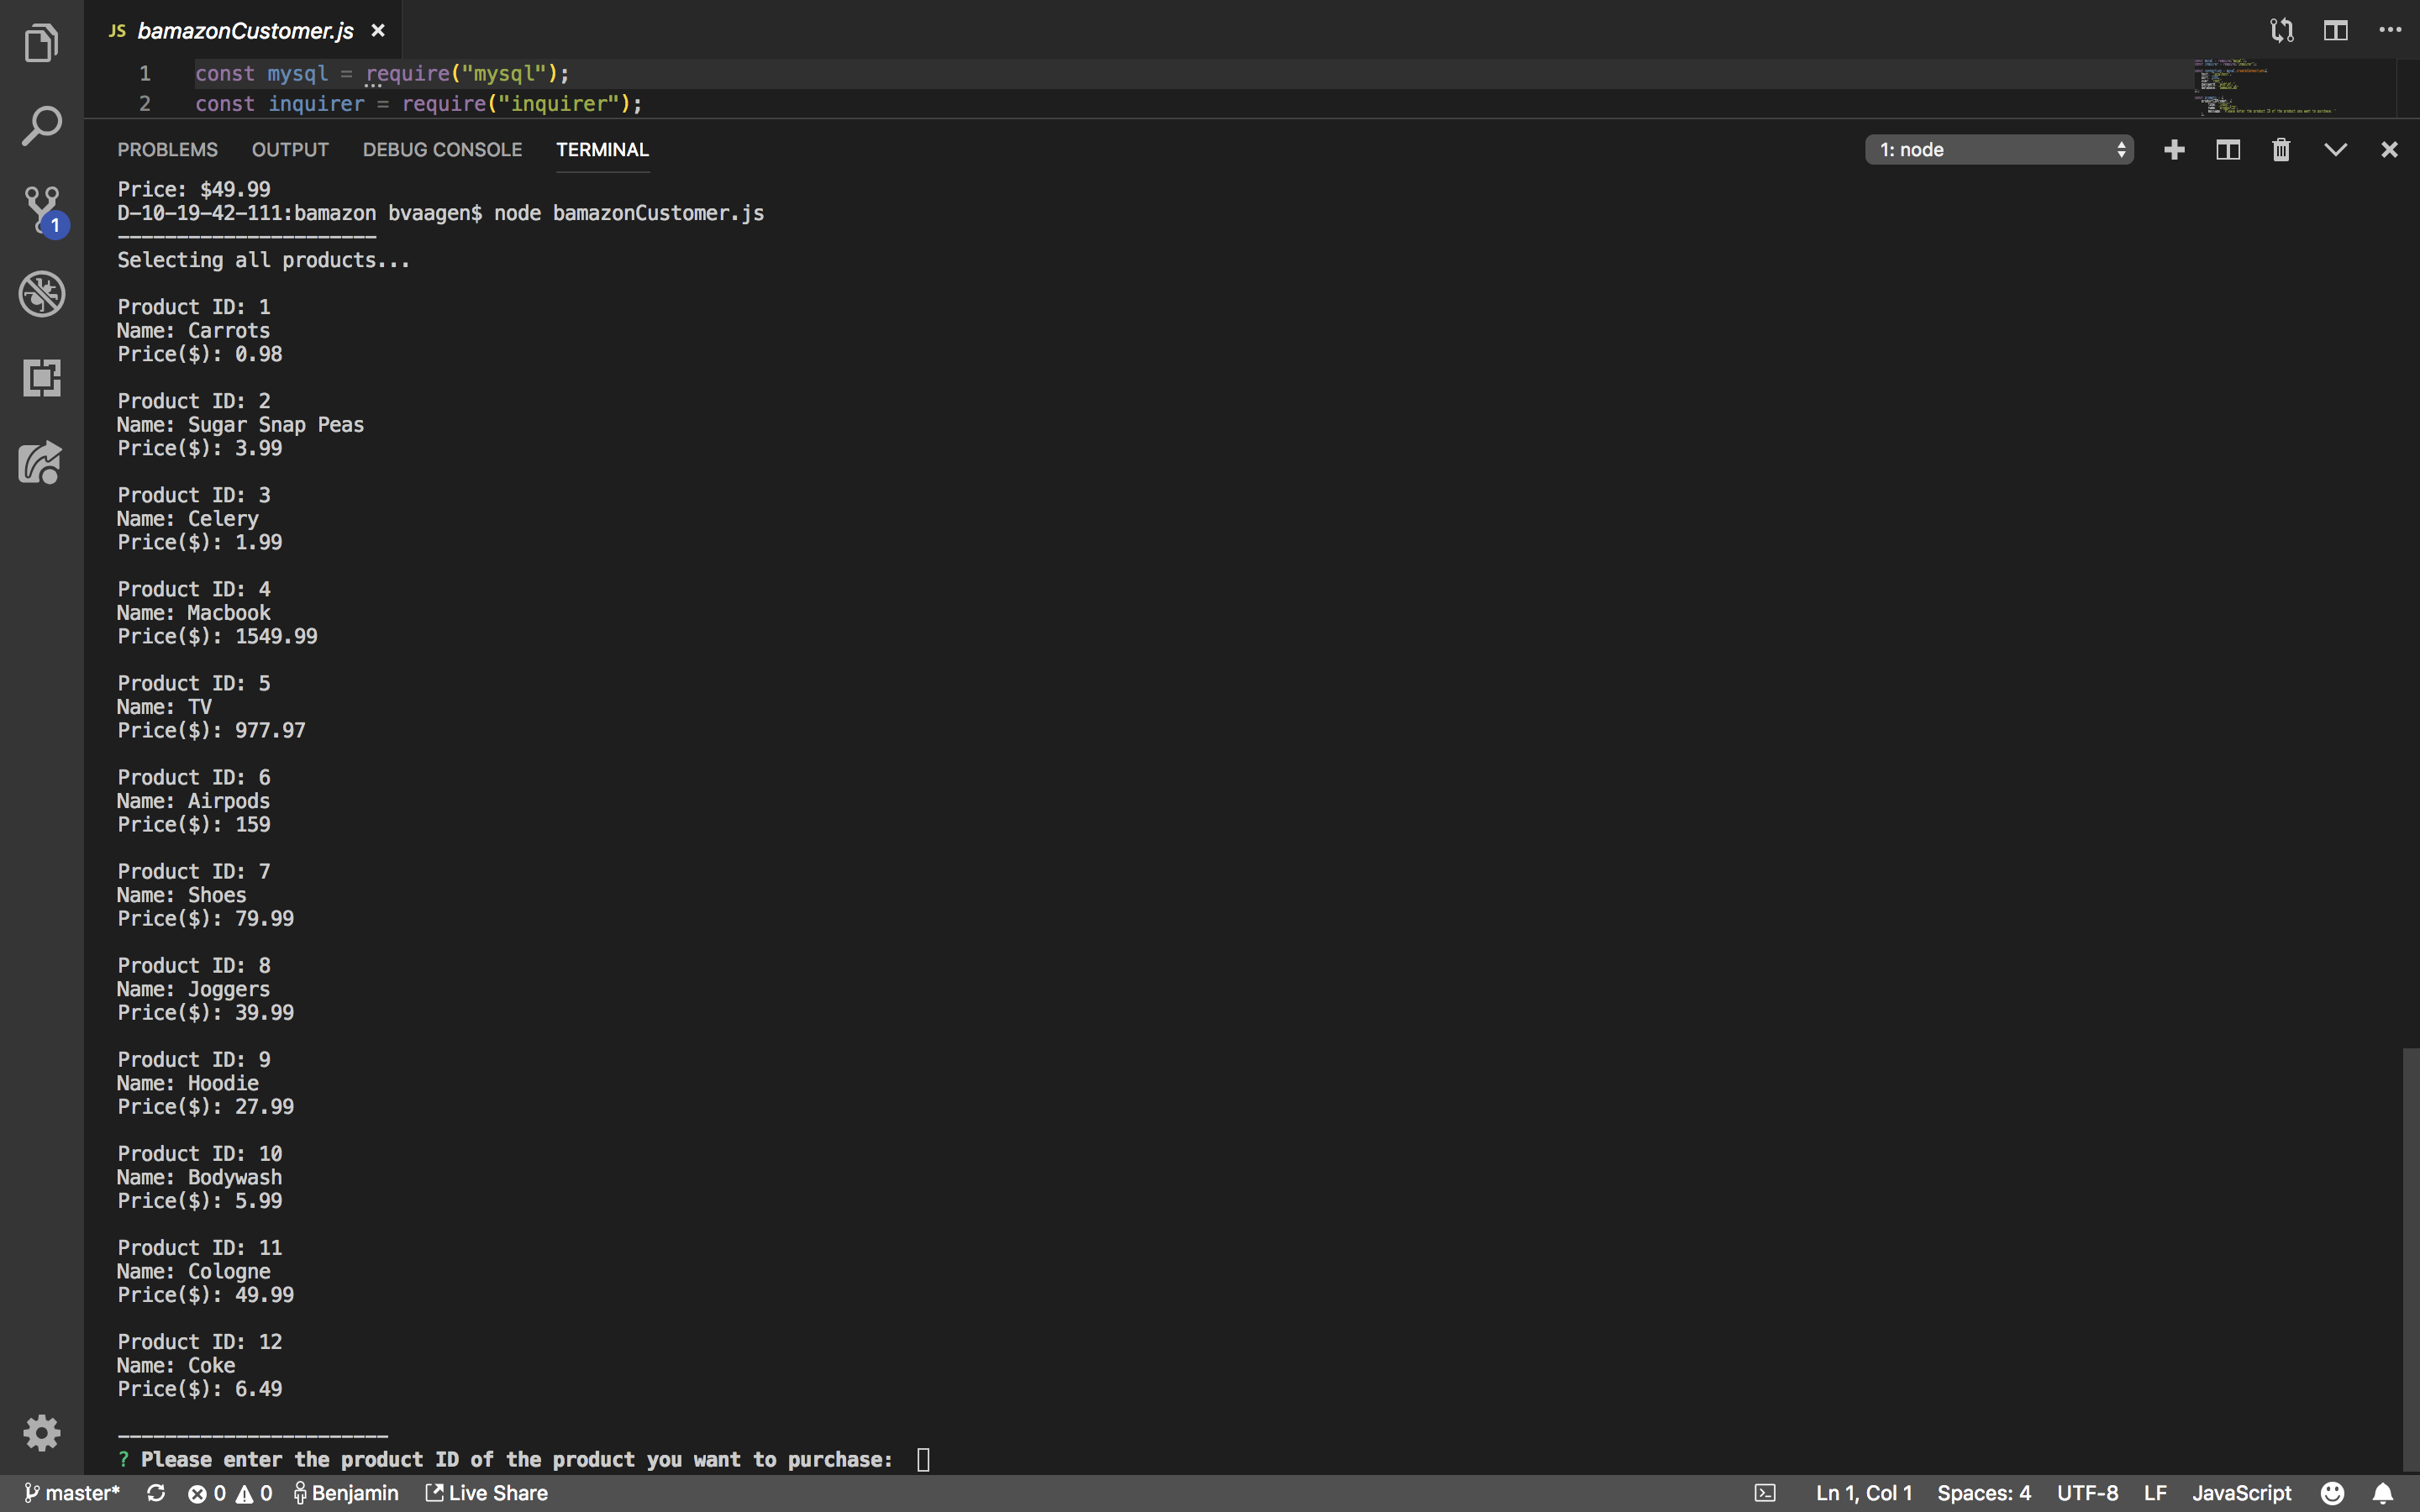 JS bamazonCustomer.js ×
1 const mysql = require("mysql");
2 const inquirer = require("inquirer");
PROBLEMS OUTPUT DEBUG CONSOLE TERMINAL 1: node
Price: $49.99
D-10-19-42-111:bamazon bvaagen$ node bamazonCustomer.js
----------------------
Selecting all products...
Product ID: 1
Name: Carrots
Price($): 0.98
Product ID: 2
Name: Sugar Snap Peas
Price($): 3.99
Product ID: 3
Name: Celery
Price($): 1.99
Product ID: 4
Name: Macbook
Price($): 1549.99
Product ID: 5
Name: TV
Price($): 977.97
Product ID: 6
Name: Airpods
Price($): 159
Product ID: 7
Name: Shoes
Price($): 79.99
Product ID: 8
Name: Joggers
Price($): 39.99
Product ID: 9
Name: Hoodie
Price($): 27.99
Product ID: 10
Name: Bodywash
Price($): 5.99
Product ID: 11
Name: Cologne
Price($): 49.99
Product ID: 12
Name: Coke
Price($): 6.49
-----------------------
? Please enter the product ID of the product you want to purchase:
1
master* 0 0 Benjamin Live Share Ln 1, Col 1 Spaces: 4 UTF-8 LF JavaScript